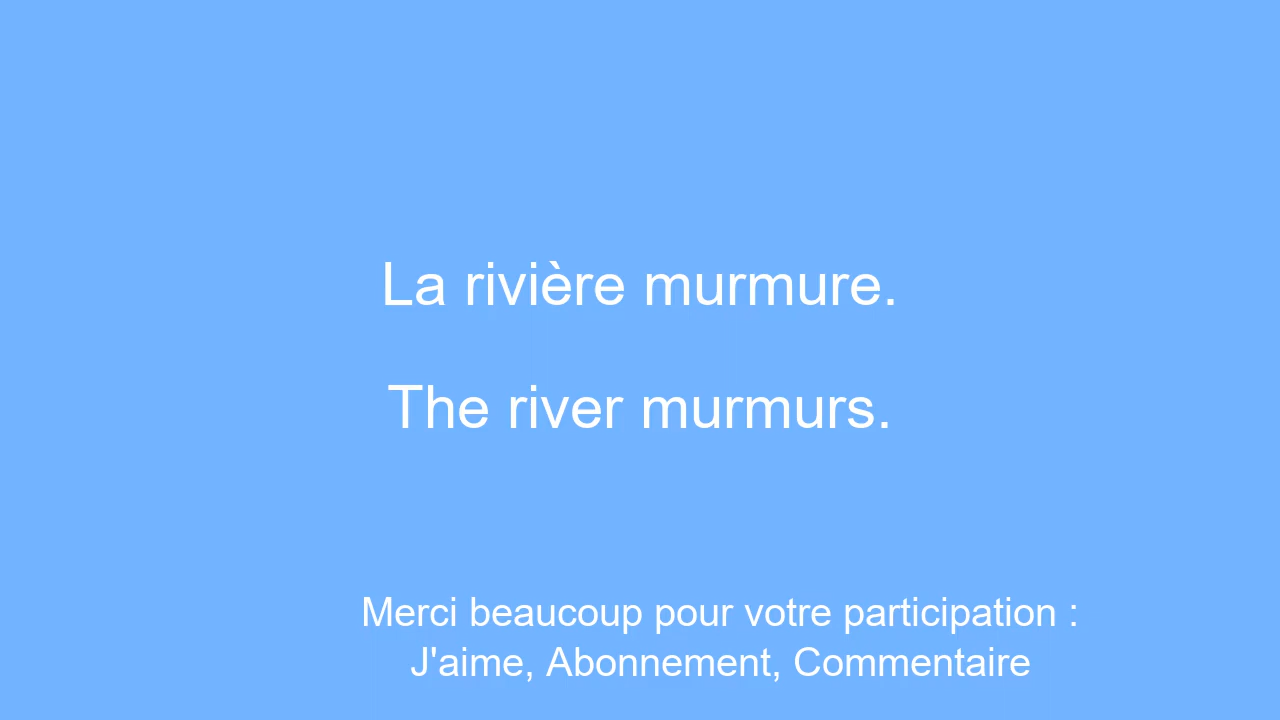 La rivière murmure.
The river murmurs.
Merci beaucoup pour votre participation :
J'aime, Abonnement, Commentaire